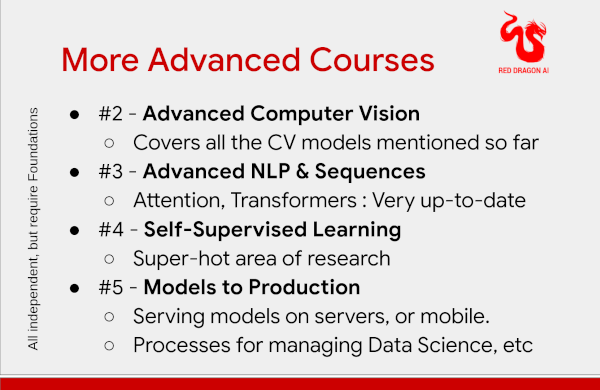 More Advanced Courses
RED DRAGON AI
All independent, but require Foundations
● #2 - Advanced Computer Vision
○ Covers all the CV models mentioned so far
● #3 - Advanced NLP & Sequences
○ Attention, Transformers : Very up-to-date
● #4 - Self-Supervised Learning
○ Super-hot area of research
● #5 - Models to Production
○ Serving models on servers, or mobile.
○ Processes for managing Data Science, etc